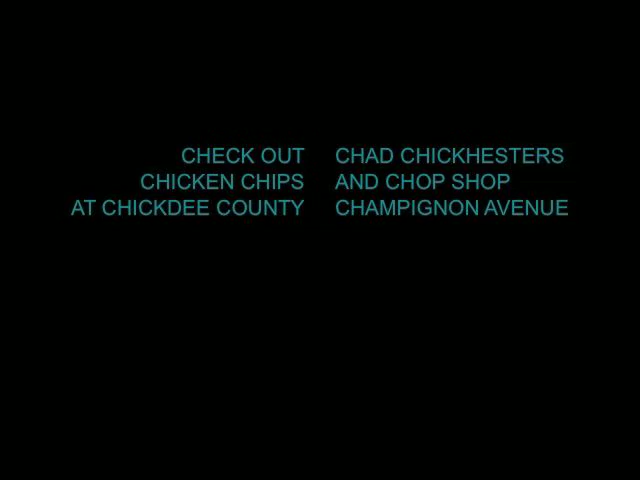 CHECK OUT CHAD CHICKHESTERS
CHICKEN CHIPS AND CHOP SHOP
AT CHICKDEE COUNTY CHAMPIGNON AVENUE